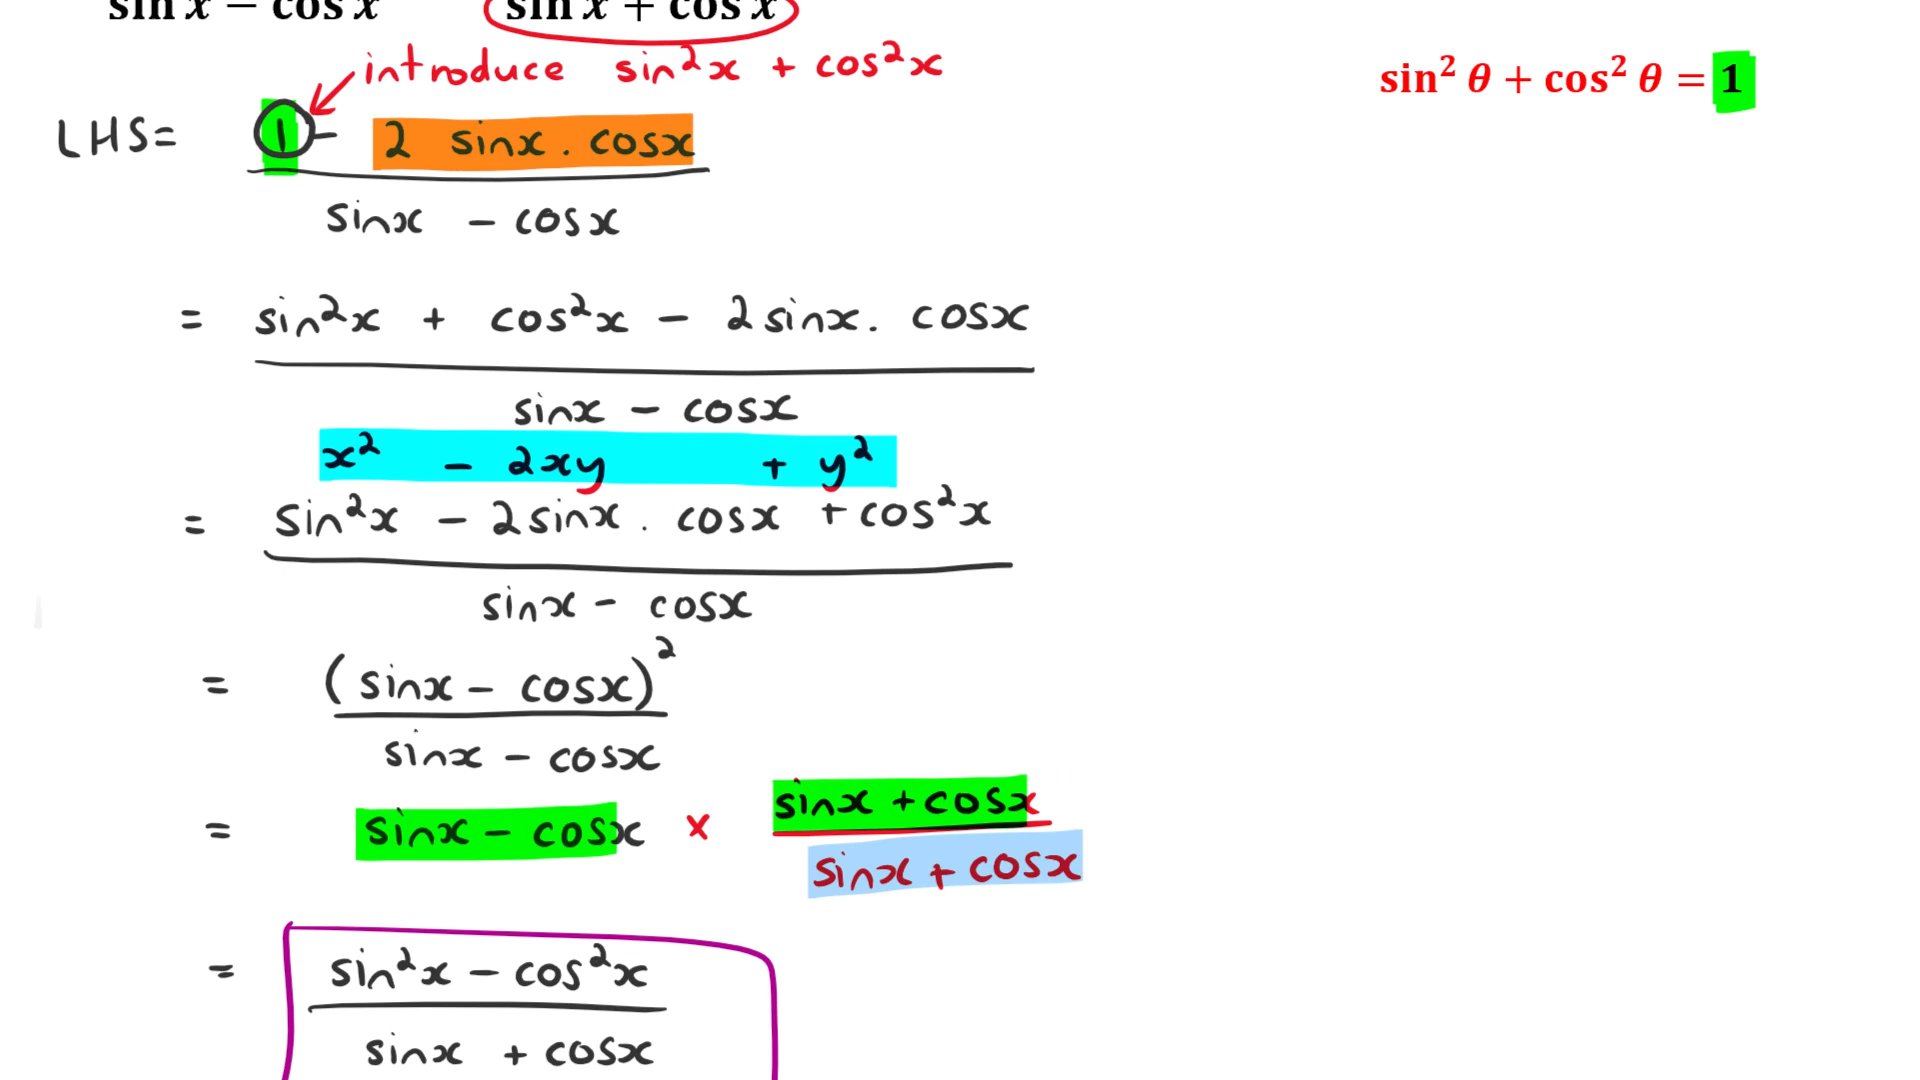 sin x − cos x    sin x + cos x
introduce sin²x + cos²x
sin² θ + cos² θ = 1
LHS = 1 − 2 sinx . cosx
sinx − cosx
= sin²x + cos²x − 2 sinx . cosx
sinx − cosx
x² − 2xy + y²
= sin²x − 2 sinx . cosx + cos²x
sinx − cosx
= (sinx − cosx)²
sinx − cosx
= sinx − cosx × sinx + cosx
sinx + cosx
= sin²x − cos²x
sinx + cosx